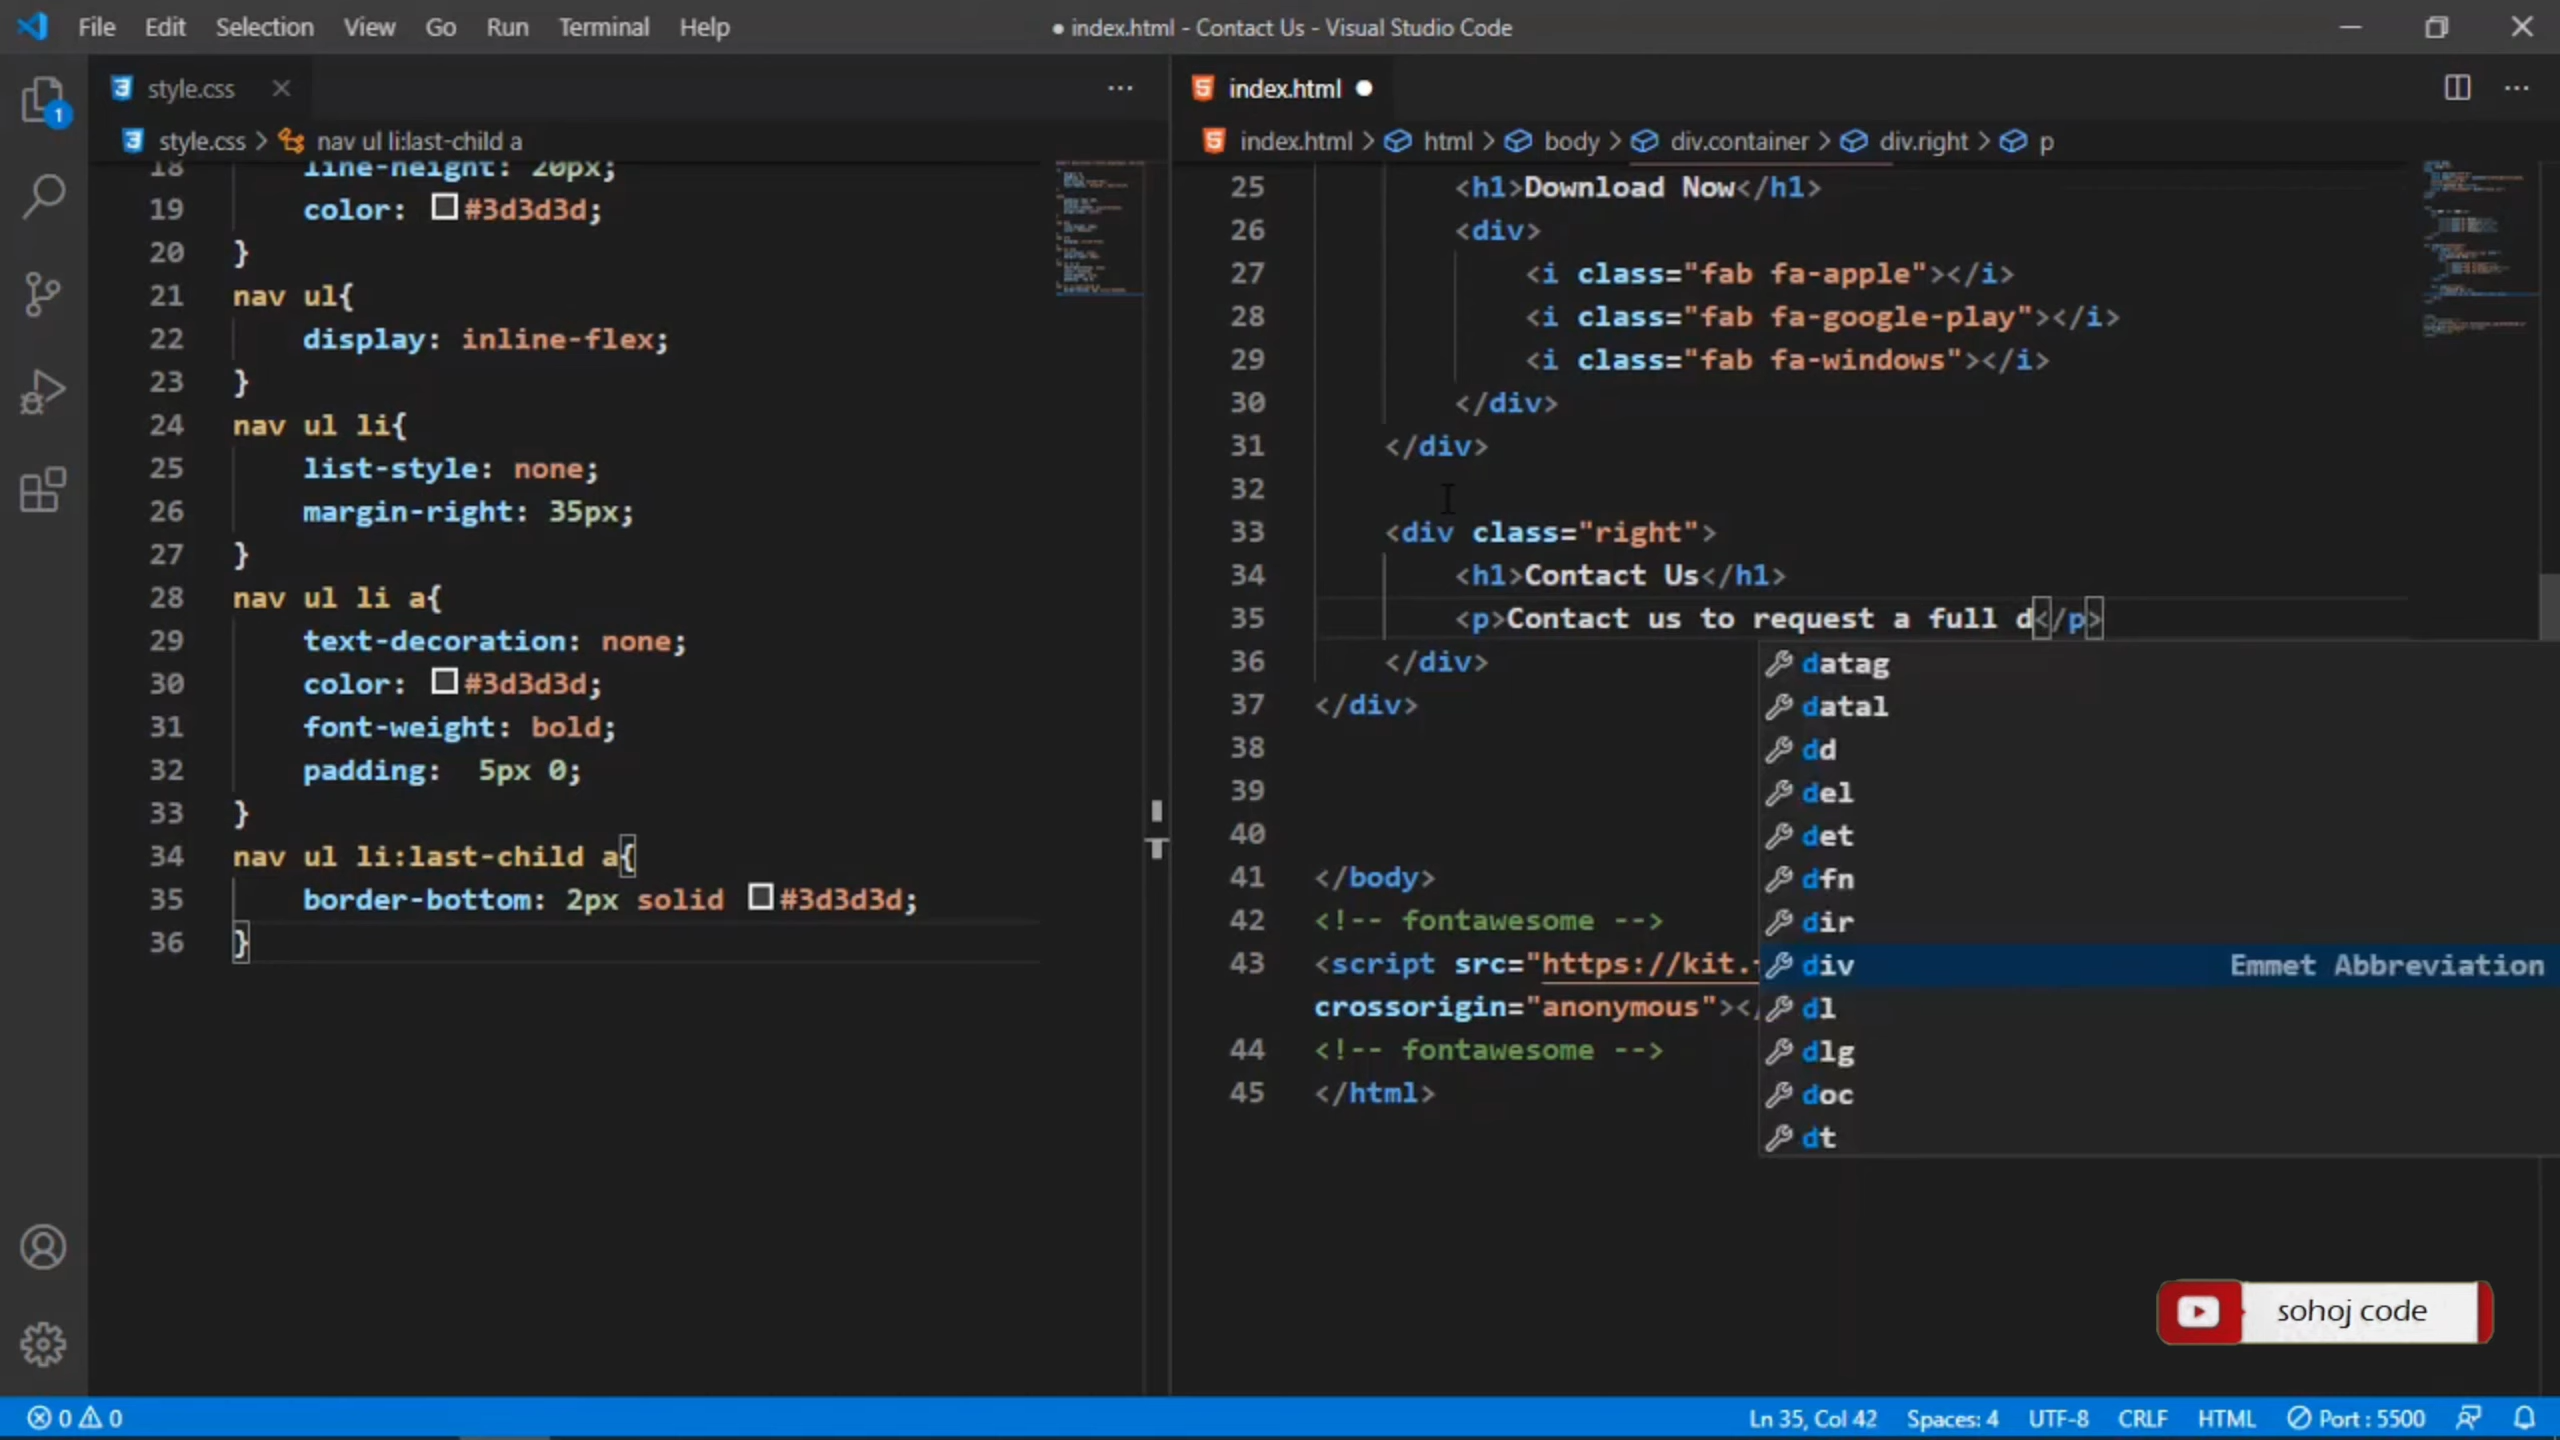 File Edit Selection View Go Run Terminal Help
● index.html - Contact Us - Visual Studio Code
style.css
style.css > nav ul li:last-child a
18 line-height: 20px;
19 color: #3d3d3d;
20 }
21 nav ul{
22 display: inline-flex;
23 }
24 nav ul li{
25 list-style: none;
26 margin-right: 35px;
27 }
28 nav ul li a{
29 text-decoration: none;
30 color: #3d3d3d;
31 font-weight: bold;
32 padding:  5px 0;
33 }
34 nav ul li:last-child a{
35 border-bottom: 2px solid #3d3d3d;
36 }
index.html
index.html > html > body > div.container > div.right > p
25 <h1>Download Now</h1>
26 <div>
27 <i class="fab fa-apple"></i>
28 <i class="fab fa-google-play"></i>
29 <i class="fab fa-windows"></i>
30 </div>
31 </div>
32
33 <div class="right">
34 <h1>Contact Us</h1>
35 <p>Contact us to request a full d</p>
36 </div>
37 </div>
38
39
40
41 </body>
42 <!-- fontawesome -->
43 <script src="https://kit.
crossorigin="anonymous"></
44 <!-- fontawesome -->
45 </html>
datag
datal
dd
del
det
dfn
dir
div Emmet Abbreviation
dl
dlg
doc
dt
1
sohoj code
0 0
Ln 35, Col 42 Spaces: 4 UTF-8 CRLF HTML Port : 5500